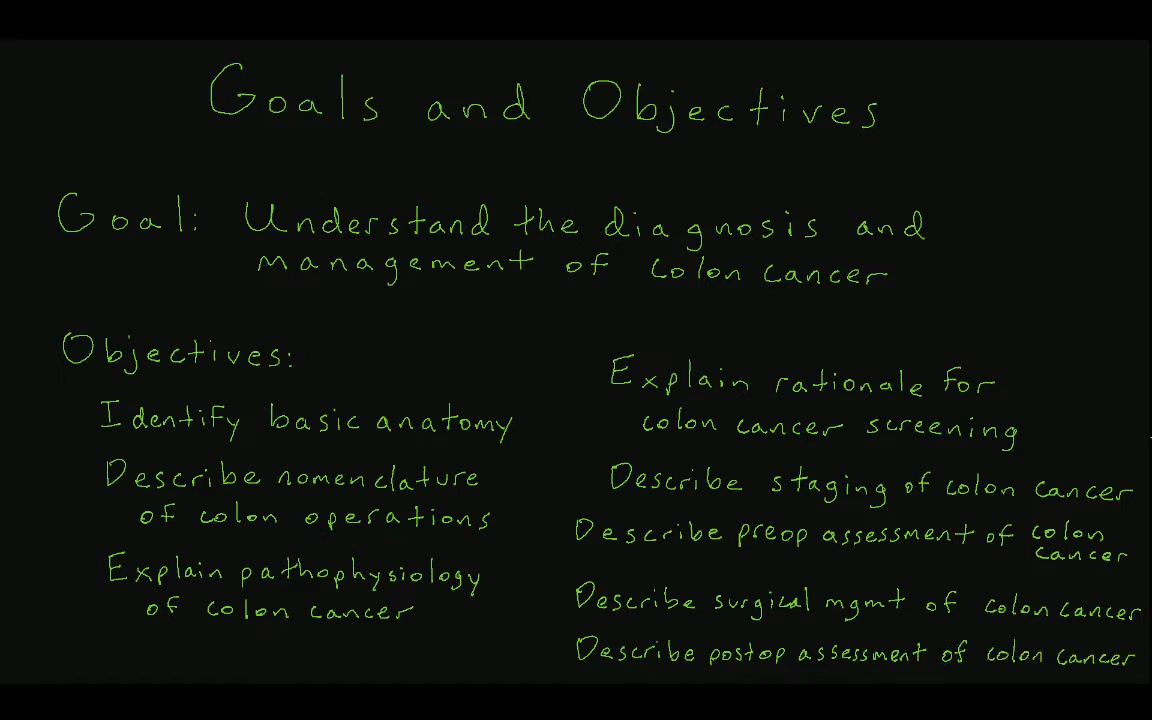 Goals and Objectives
Goal: Understand the diagnosis and
management of colon cancer
Objectives:
Identify basic anatomy
Describe nomenclature
of colon operations
Explain pathophysiology
of colon cancer
Explain rationale for
colon cancer screening
Describe staging of colon cancer
Describe preop assessment of colon
cancer
Describe surgical mgmt of colon cancer
Describe postop assessment of colon cancer